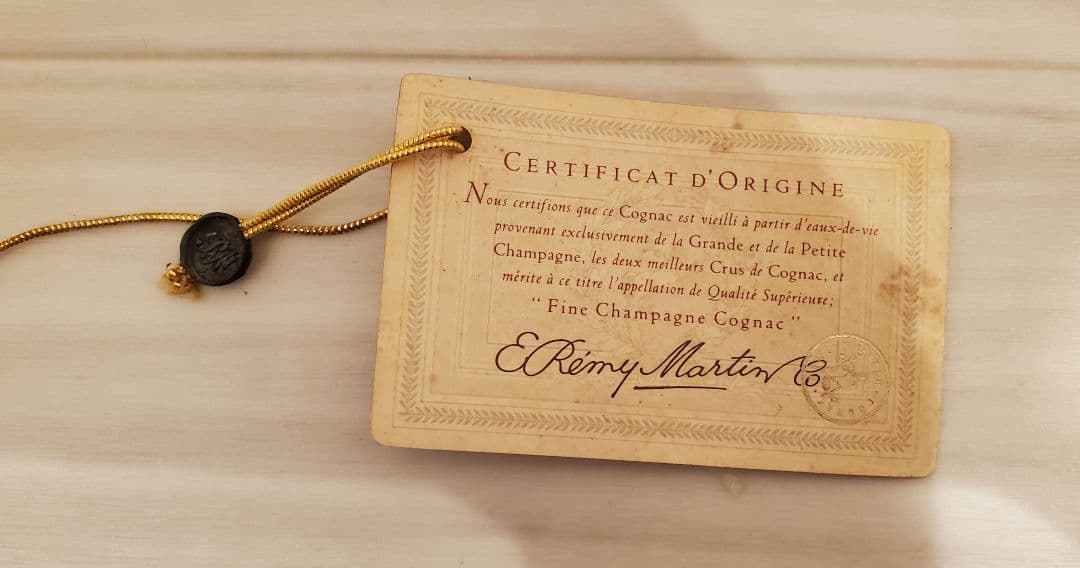 CERTIFICAT D'ORIGINE
Nous certifions que ce Cognac est vieilli à partir d'eaux-de-vie
provenant exclusivement de la Grande et de la Petite
Champagne, les deux meilleurs Crus de Cognac, et
mérite à ce titre l'appellation de Qualité Supérieure;
“ Fine Champagne Cognac ”
E Rémy Martin & Co